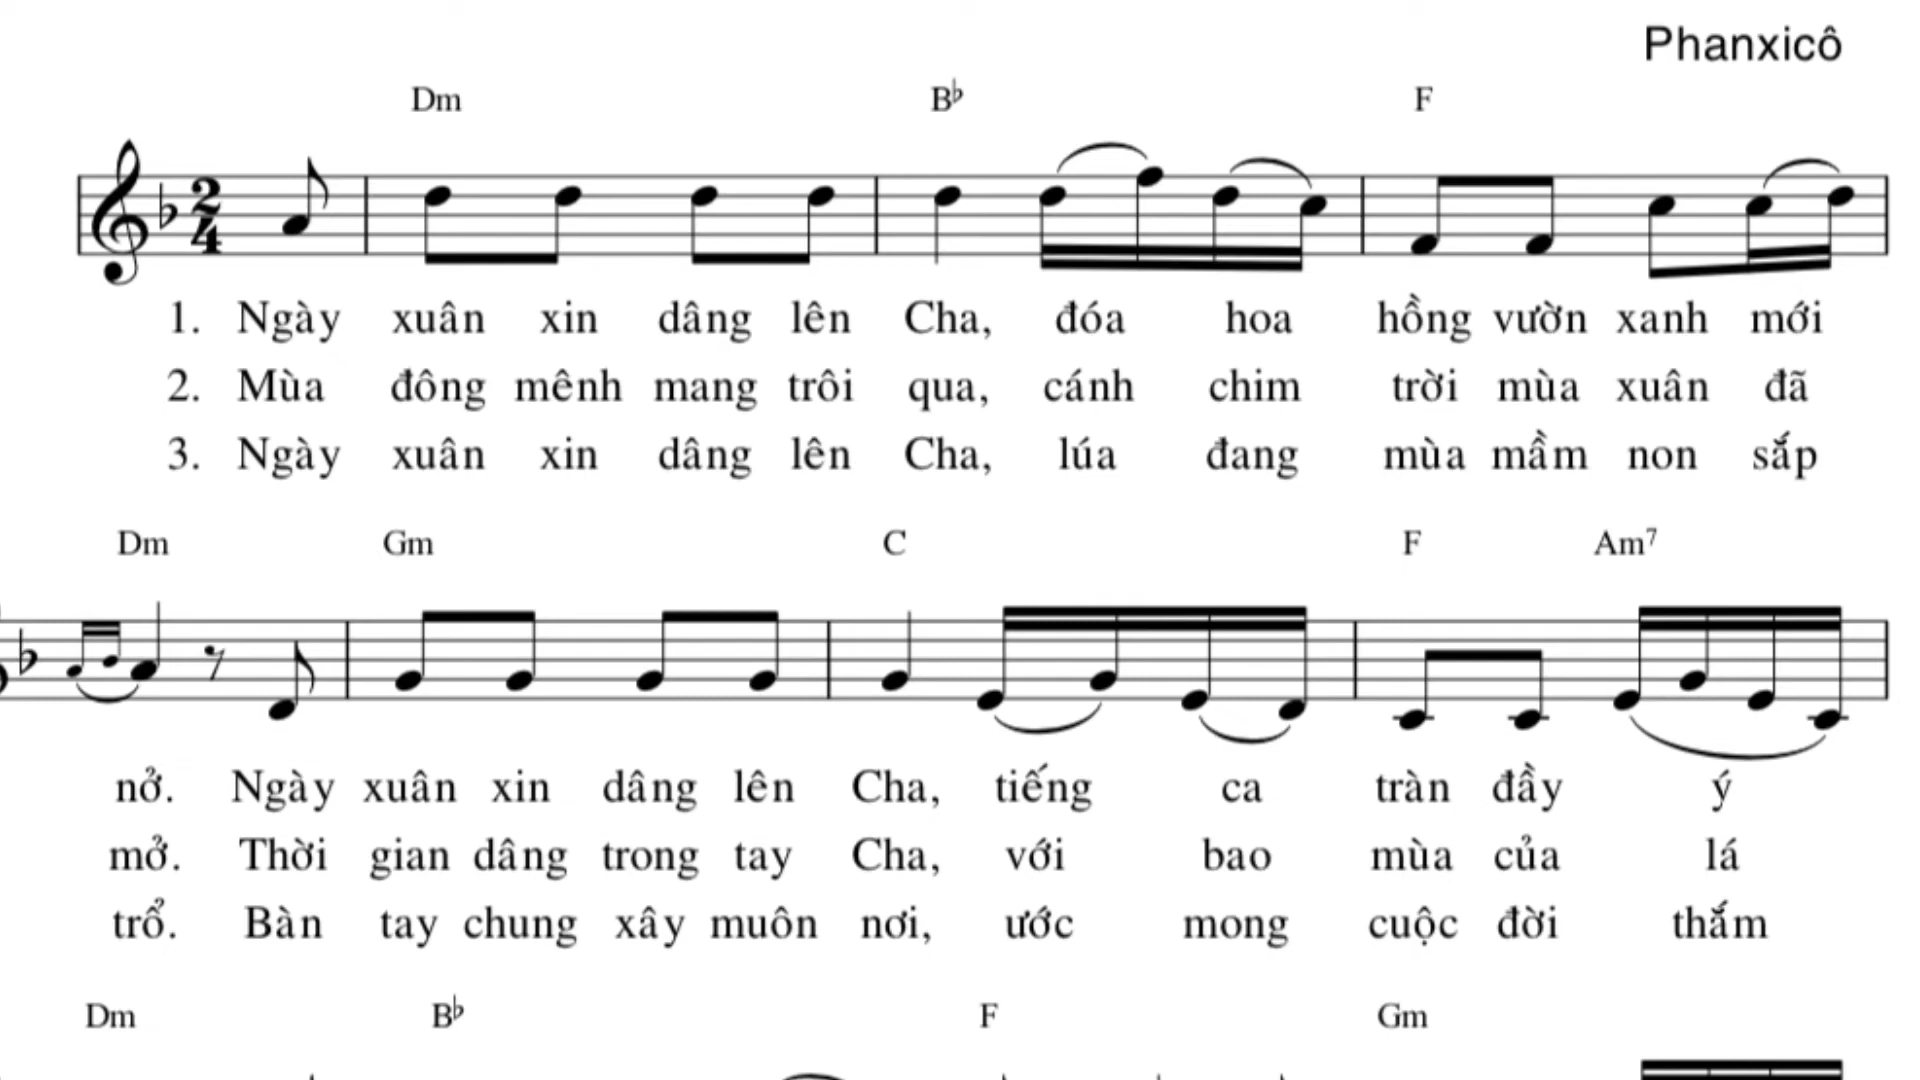 Phanxicô
Dm B♭ F
2
4
1. Ngày xuân xin dâng lên Cha, đóa hoa hồng vườn xanh mới
2. Mùa đông mênh mang trôi qua, cánh chim trời mùa xuân đã
3. Ngày xuân xin dâng lên Cha, lúa đang mùa mầm non sắp
Dm Gm C F Am7
nở. Ngày xuân xin dâng lên Cha, tiếng ca tràn đầy ý
mở. Thời gian dâng trong tay Cha, với bao mùa của lá
trổ. Bàn tay chung xây muôn nơi, ước mong cuộc đời thắm
Dm B♭ F Gm